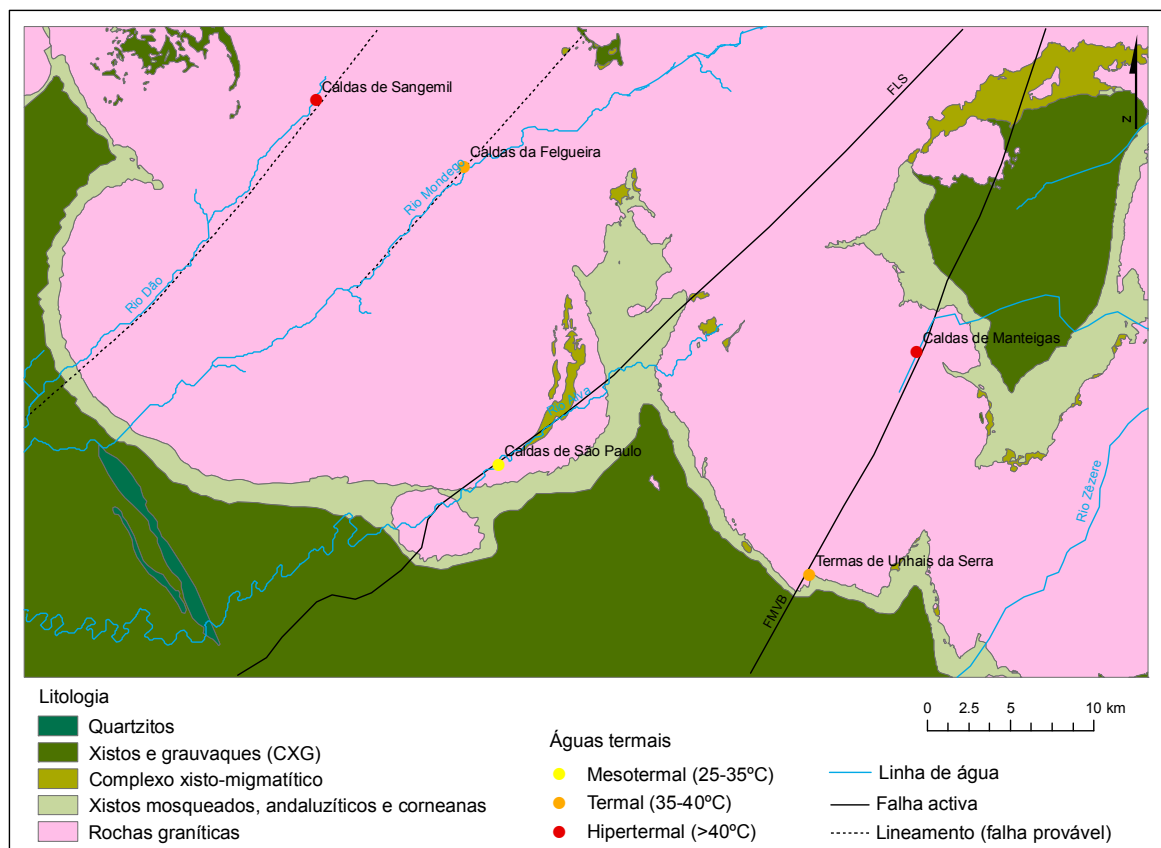 FLS
N
Caldas de Sangemil
Caldas da Felgueira
Rio Mondego
Rio Dão
Caldas de Manteigas
Rio Alva
Caldas de São Paulo
Rio Zêzere
Termas de Unhais da Serra
FMVB
Litologia
Quartzitos
Xistos e grauvaques (CXG)
Complexo xisto-migmatítico
Xistos mosqueados, andaluzíticos e corneanas
Rochas graníticas
Águas termais
Mesotermal (25-35ºC)
Termal (35-40ºC)
Hipertermal (>40ºC)
0 2.5 5 10 km
Linha de água
Falha activa
Lineamento (falha provável)